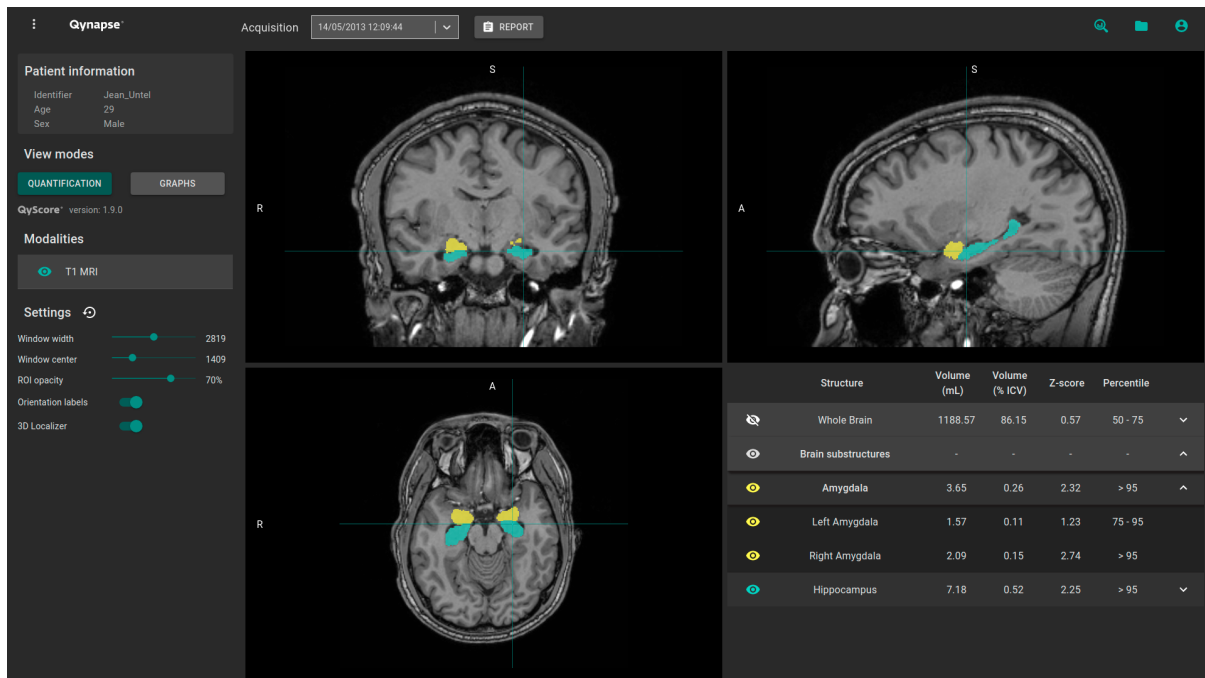 Qynapse
Acquisition 14/05/2013 12:09:44 REPORT
Patient information
Identifier Jean_Untel
Age 29
Sex Male
View modes
QUANTIFICATION GRAPHS
QyScore version: 1.9.0
Modalities
T1 MRI
Settings
Window width 2819
Window center 1409
ROI opacity 70%
Orientation labels
3D Localizer
S
R
S
A
A
R
Structure Volume (mL) Volume (% ICV) Z-score Percentile
Whole Brain 1188.57 86.15 0.57 50 - 75
Brain substructures - - - -
Amygdala 3.65 0.26 2.32 > 95
Left Amygdala 1.57 0.11 1.23 75 - 95
Right Amygdala 2.09 0.15 2.74 > 95
Hippocampus 7.18 0.52 2.25 > 95